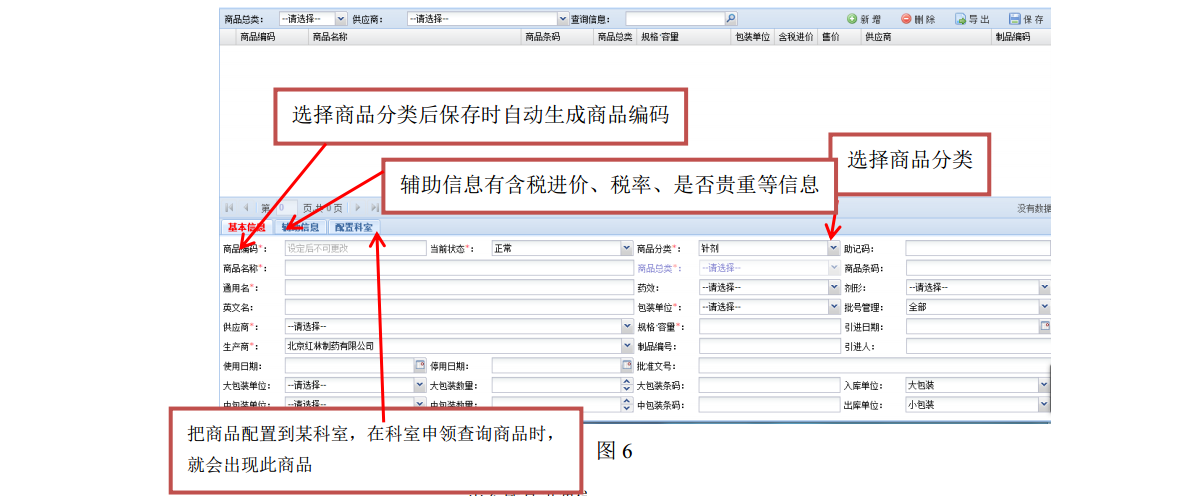 商品总类: --请选择-- 供应商: --请选择-- 查询信息: 新增 删除 导出 保存
商品编码 商品名称 商品条码 商品总类 规格·容量 包装单位 含税进价 售价 供应商 制品编码
选择商品分类后保存时自动生成商品编码
选择商品分类
辅助信息有含税进价、税率、是否贵重等信息
第 0 页,共 0 页 没有数据
基本信息 辅助信息 配置科室
商品编码*: 设定后不可更改 当前状态*: 正常 商品分类*: 针剂 助记码:
商品名称*: 商品总类*: --请选择-- 商品条码:
通用名*: 药效: --请选择-- 剂形: --请选择--
英文名: 包装单位*: --请选择-- 批号管理: 全部
供应商*: --请选择-- 规格·容量*: 引进日期:
生产商*: 北京红林制药有限公司 制品编号: 引进人:
使用日期: 停用日期: 批准文号:
大包装单位: --请选择-- 大包装数量: 大包装条码: 入库单位: 大包装
中包装单位: --请选择-- 中包装数量: 中包装条码: 出库单位: 小包装
把商品配置到某科室，在科室申领查询商品时，
就会出现此商品
图 6